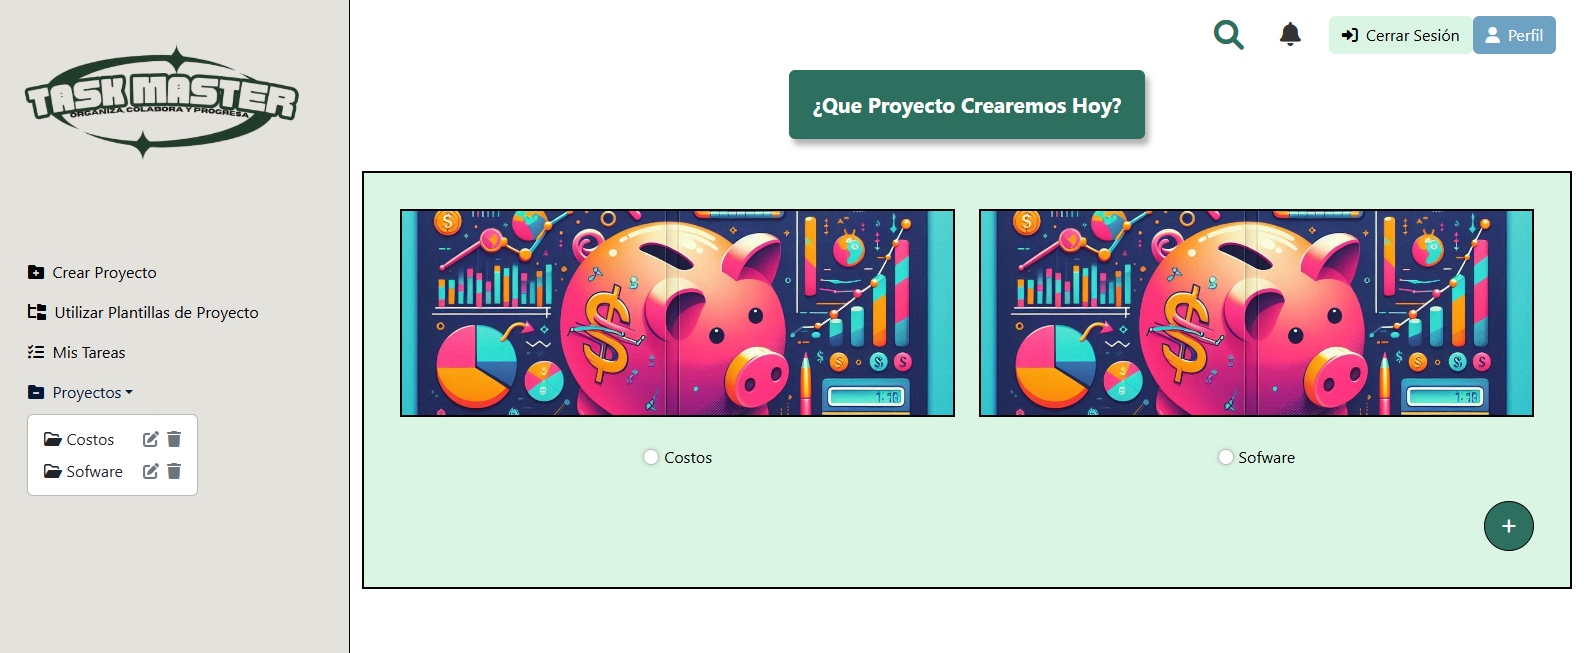 TASK MASTER
ORGANIZA, COLABORA Y PROGRESA
Cerrar Sesión
Perfil
¿Que Proyecto Crearemos Hoy?
Crear Proyecto
Utilizar Plantillas de Proyecto
Mis Tareas
Proyectos
Costos
Sofware
Costos
Sofware